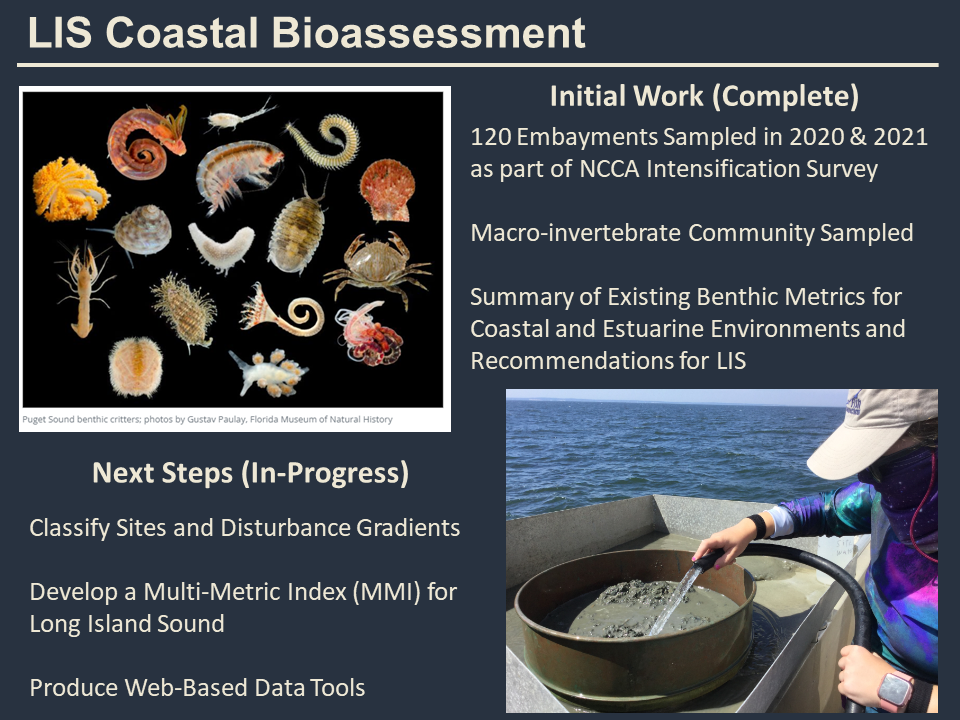 LIS Coastal Bioassessment
Initial Work (Complete)
120 Embayments Sampled in 2020 & 2021
as part of NCCA Intensification Survey
Macro-invertebrate Community Sampled
Summary of Existing Benthic Metrics for
Coastal and Estuarine Environments and
Recommendations for LIS
Puget Sound benthic critters; photos by Gustav Paulay, Florida Museum of Natural History
Next Steps (In-Progress)
Classify Sites and Disturbance Gradients
Develop a Multi-Metric Index (MMI) for
Long Island Sound
Produce Web-Based Data Tools